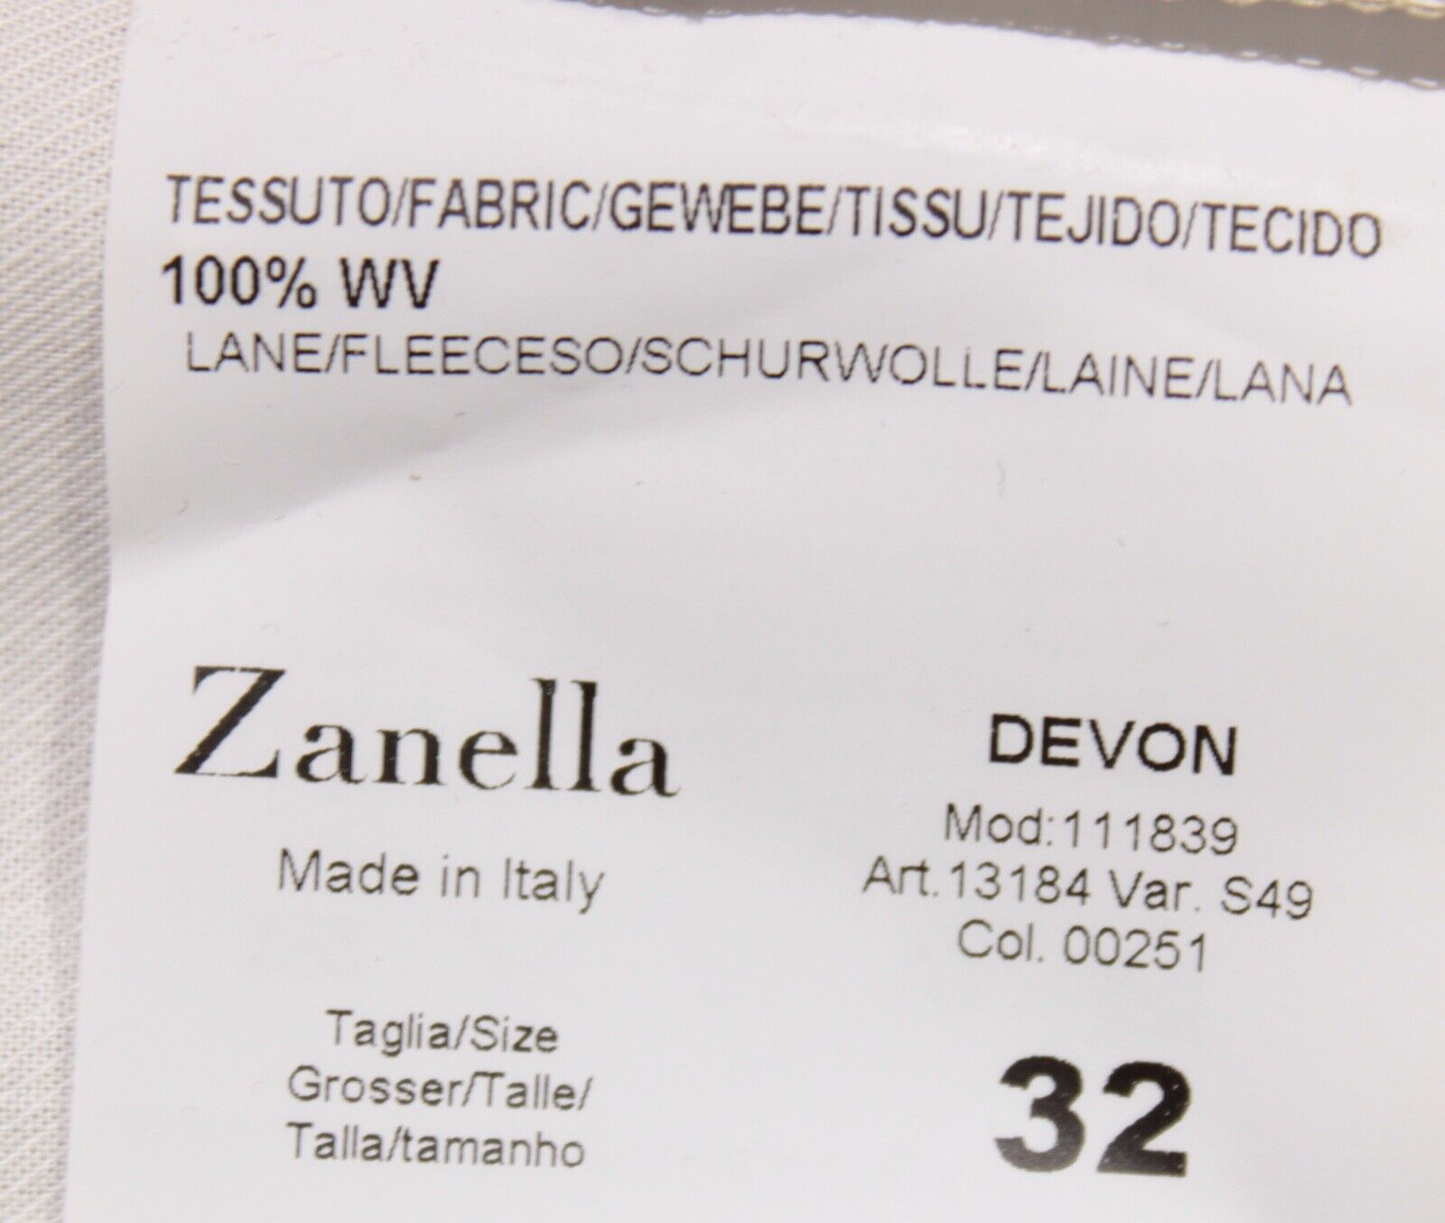 TESSUTO/FABRIC/GEWEBE/TISSU/TEJIDO/TECIDO
100% WV
LANE/FLEECESO/SCHURWOLLE/LAINE/LANA
Zanella
Made in Italy
DEVON
Mod:111839
Art.13184 Var. S49
Col. 00251
Taglia/Size
Grosser/Talle/
Talla/tamanho
32